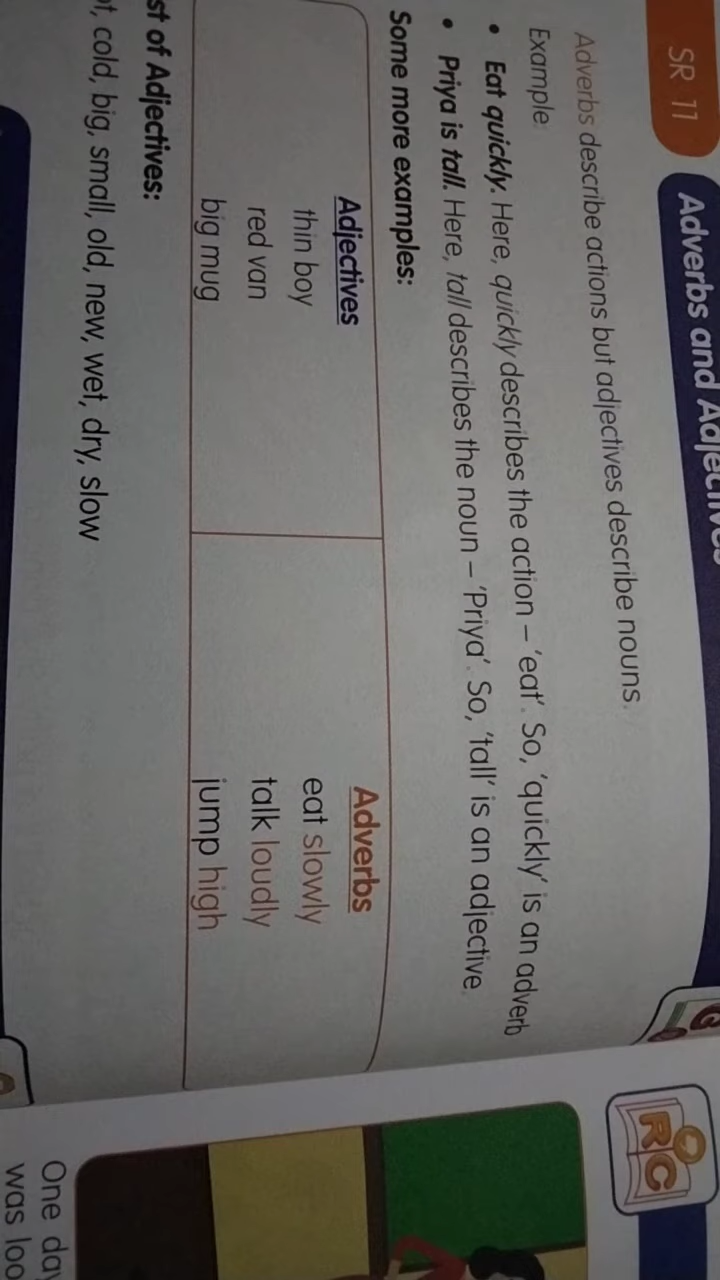 SR 11
Adverbs and Adjectives
Adverbs describe actions but adjectives describe nouns.
Example:
• Eat quickly. Here, quickly describes the action – 'eat'. So, 'quickly' is an adverb
• Priya is tall. Here, tall describes the noun – 'Priya'. So, 'tall' is an adjective.
Some more examples:
Adjectives Adverbs
thin boy eat slowly
red van talk loudly
big mug jump high
of Adjectives:
cold, big, small, old, new, wet, dry, slow
RC
One day
was